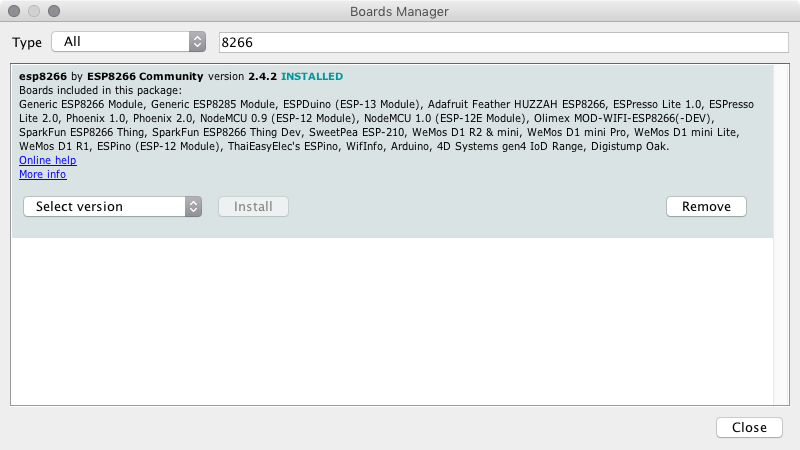 Boards Manager
Type All 8266
esp8266 by ESP8266 Community version 2.4.2 INSTALLED
Boards included in this package:
Generic ESP8266 Module, Generic ESP8285 Module, ESPDuino (ESP-13 Module), Adafruit Feather HUZZAH ESP8266, ESPresso Lite 1.0, ESPresso
Lite 2.0, Phoenix 1.0, Phoenix 2.0, NodeMCU 0.9 (ESP-12 Module), NodeMCU 1.0 (ESP-12E Module), Olimex MOD-WIFI-ESP8266(-DEV),
SparkFun ESP8266 Thing, SparkFun ESP8266 Thing Dev, SweetPea ESP-210, WeMos D1 R2 & mini, WeMos D1 mini Pro, WeMos D1 mini Lite,
WeMos D1 R1, ESPino (ESP-12 Module), ThaiEasyElec's ESPino, WifInfo, Arduino, 4D Systems gen4 IoD Range, Digistump Oak.
Online help
More info
Select version Install Remove
Close